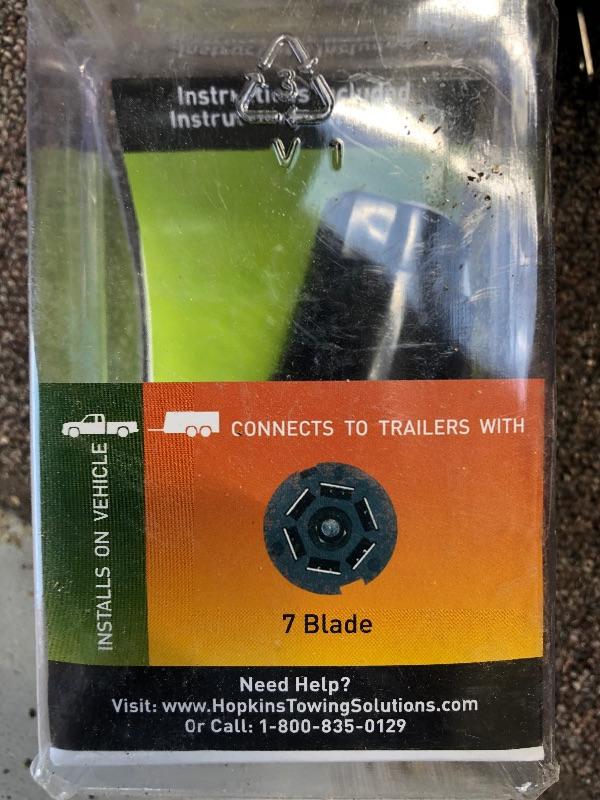 3
Instructions Included
V 1
CONNECTS TO TRAILERS WITH
INSTALLS ON VEHICLE
7 Blade
Need Help?
Visit: www.HopkinsTowingSolutions.com
Or Call: 1-800-835-0129